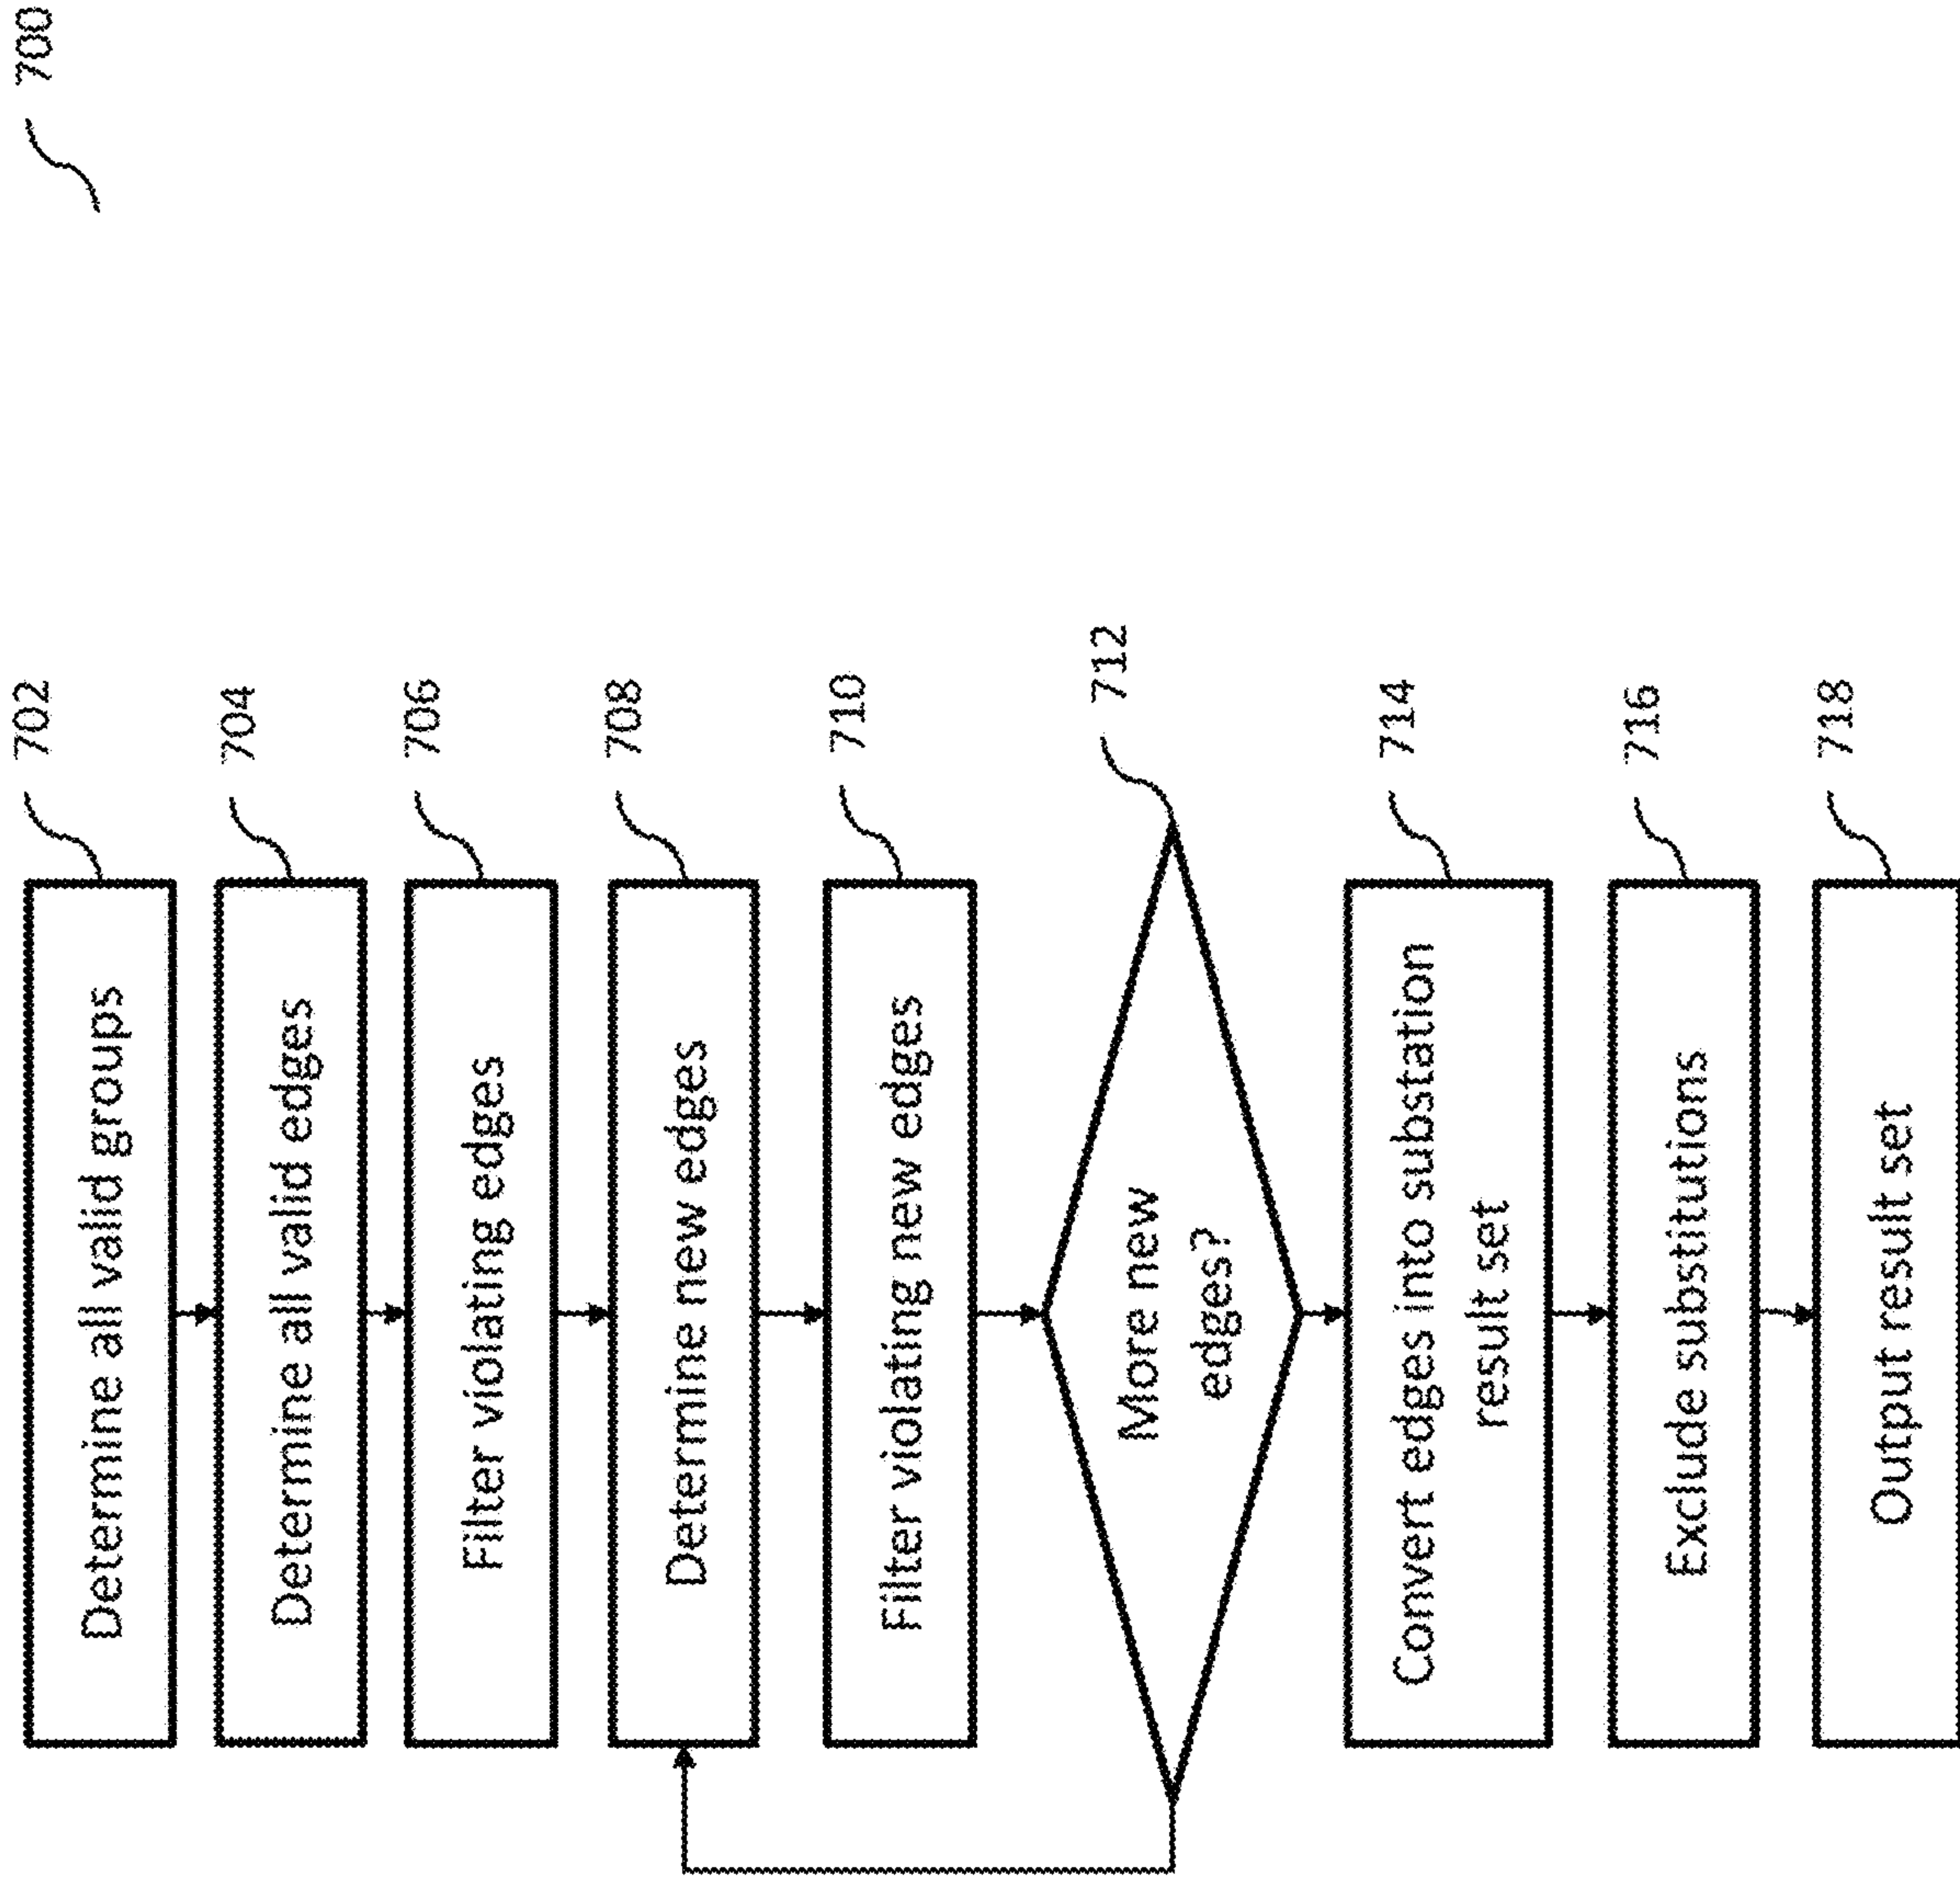 700
702
Determine all valid groups
704
Determine all valid edges
706
Filter violating edges
708
Determine new edges
710
Filter violating new edges
712
More new
edges?
714
Convert edges into substation
result set
716
Exclude substitutions
718
Output result set